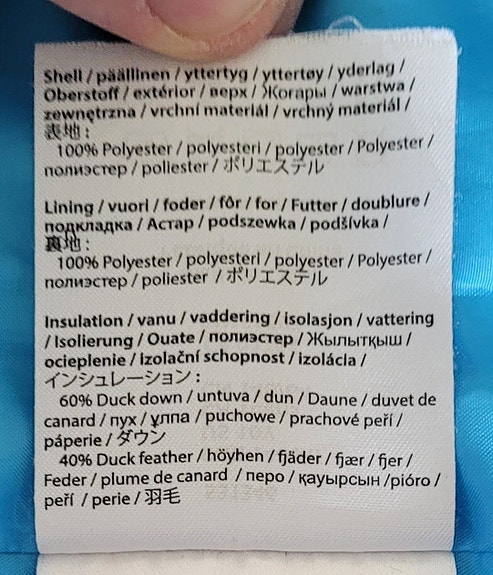 Shell / päällinen / yttertyg / yttertøy / yderlag /
Oberstoff / extérior / верх / Жоғары / warstwa /
zewnętrzna / vrchní materiál / vrchný materiál /
表地 :
100% Polyester / polyesteri / polyester / Polyester /
полиэстер / poliester / ポリエステル
Lining / vuori / foder / fôr / for / Futter / doublure /
подкладка / Астар / podszewka / podšívka /
裏地 :
100% Polyester / polyesteri / polyester / Polyester /
полиэстер / poliester / ポリエステル
Insulation / vanu / vaddering / isolasjon / vattering
/ Isolierung / Ouate / полиэстер / Жылытқыш /
ocieplenie / izolační schopnost / izolácia /
インシュレーション :
60% Duck down / untuva / dun / Daune / duvet de
canard / пух / ұлпа / puchowe / prachové peří /
páperie / ダウン
40% Duck feather / höyhen / fjäder / fjær / fjer /
Feder / plume de canard / перо / қауырсын /pióro /
peří / perie / 羽毛